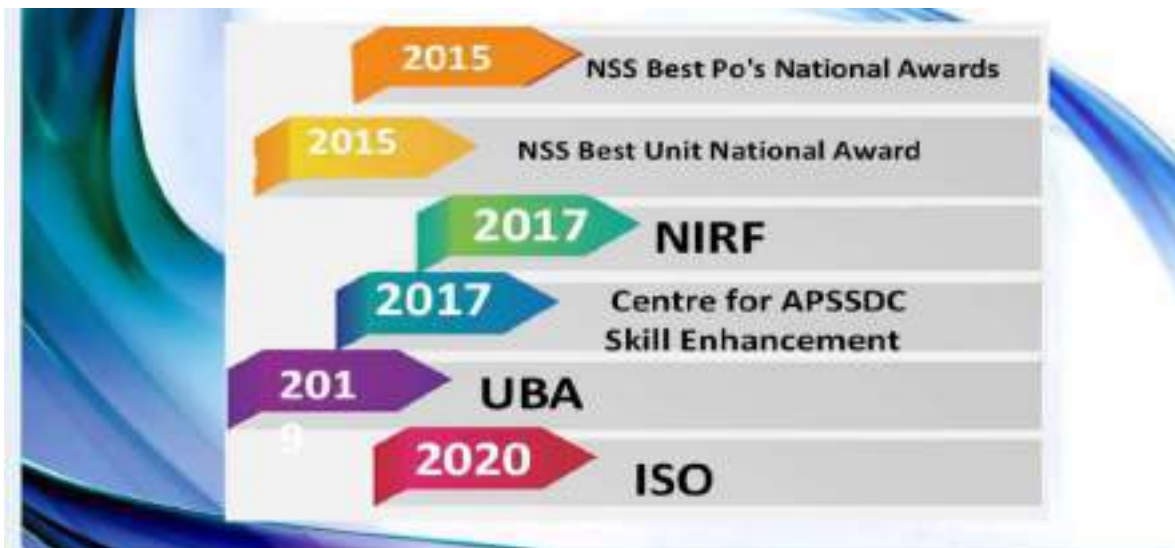 2015
NSS Best Po's National Awards
2015
NSS Best Unit National Award
2017
NIRF
2017
Centre for APSSDC
Skill Enhancement
201
9
UBA
2020
ISO